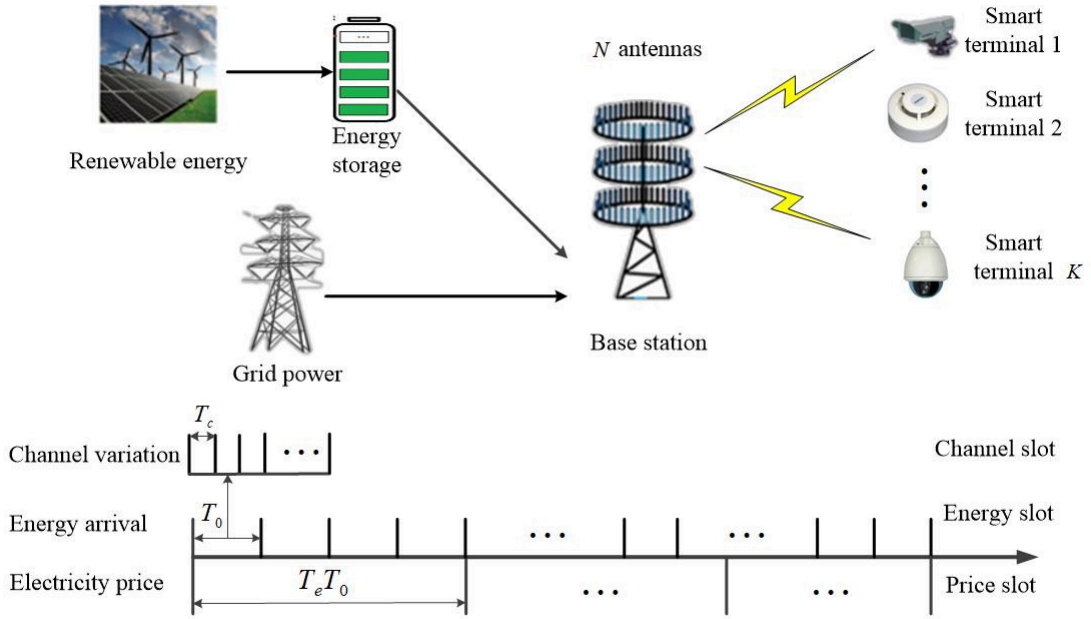 Renewable energy
Energy
storage
Grid power
N antennas
Base station
Smart
terminal 1
Smart
terminal 2
Smart
terminal K
T_c
Channel variation
Channel slot
T_0
Energy arrival
Energy slot
Electricity price
T_eT_0
Price slot